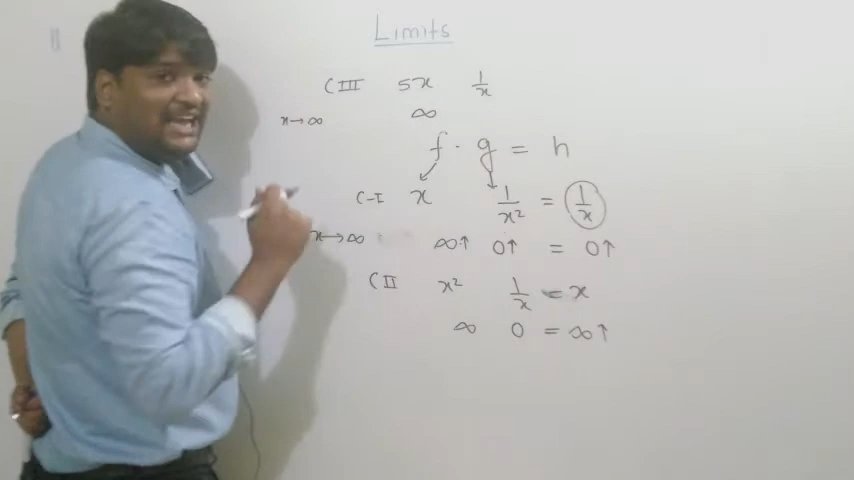 Limits
C III 5x 1/x
x→∞ ∞
f · g = h
C-I x 1/x² = 1/x
x→∞ ∞↑ 0↑ = 0↑
C II x² 1/x = x
∞ 0 = ∞↑